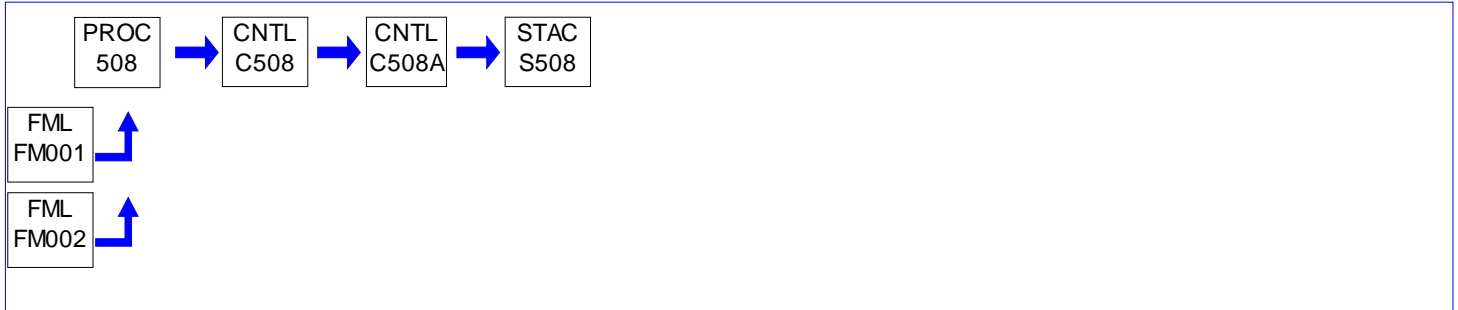 PROC
508
CNTL
C508
CNTL
C508A
STAC
S508
FML
FM001
FML
FM002